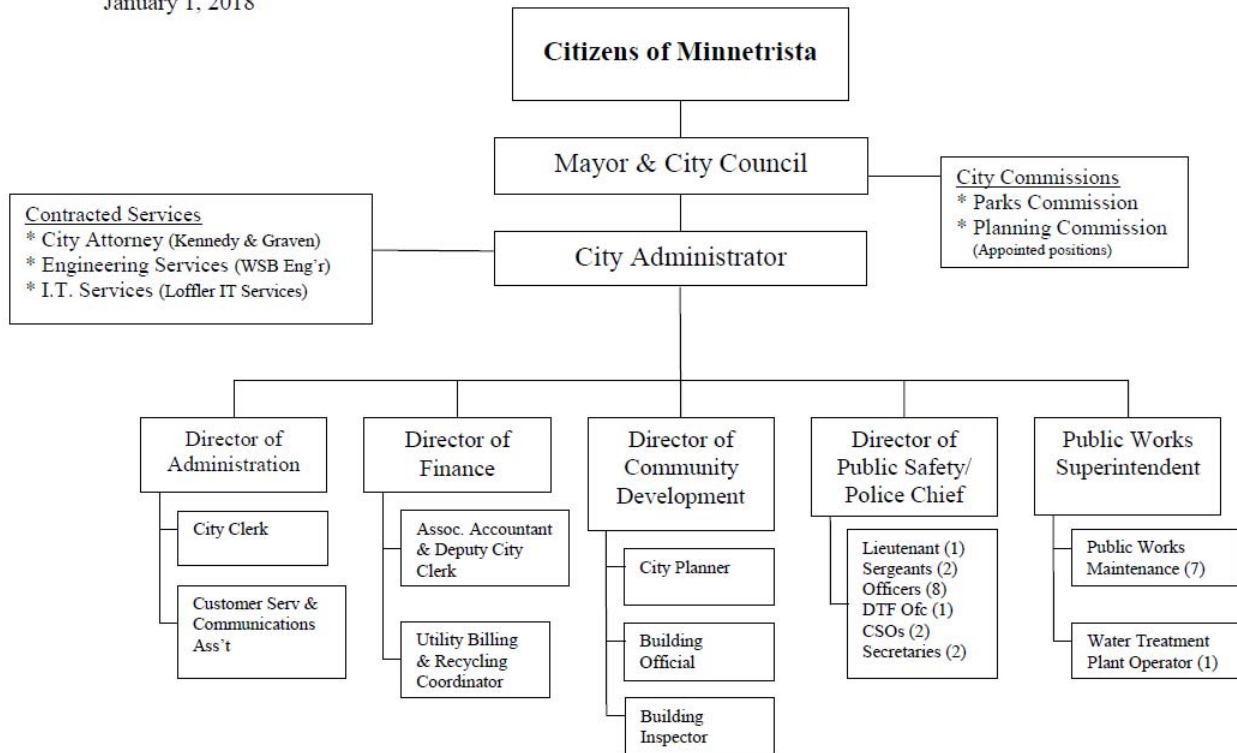 January 1, 2018
Citizens of Minnetrista
Mayor & City Council
City Commissions
* Parks Commission
* Planning Commission
(Appointed positions)
Contracted Services
* City Attorney (Kennedy & Graven)
* Engineering Services (WSB Eng'r)
* I.T. Services (Loffler IT Services)
City Administrator
Director of
Administration
City Clerk
Customer Serv &
Communications
Ass't
Director of
Finance
Assoc. Accountant
& Deputy City
Clerk
Utility Billing
& Recycling
Coordinator
Director of
Community
Development
City Planner
Building
Official
Building
Inspector
Director of
Public Safety/
Police Chief
Lieutenant (1)
Sergeants (2)
Officers (8)
DTF Ofc (1)
CSOs (2)
Secretaries (2)
Public Works
Superintendent
Public Works
Maintenance (7)
Water Treatment
Plant Operator (1)